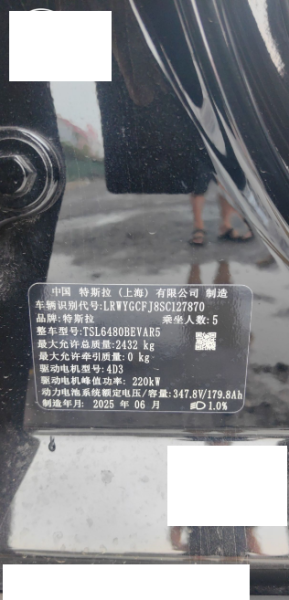 中国 特斯拉 (上海) 有限公司 制造
车辆识别代号:LRWYGCFJ8SC127870
品牌:特斯拉 乘坐人数:5
整车型号:TSL6480BEVAR5
最大允许总质量:2432 kg
最大允许牵引质量:0 kg
驱动电机型号:4D3
驱动电机峰值功率: 220kW
动力电池系统额定电压/容量:347.8V/179.8Ah
制造年月: 2025 年 06 月 1.0%